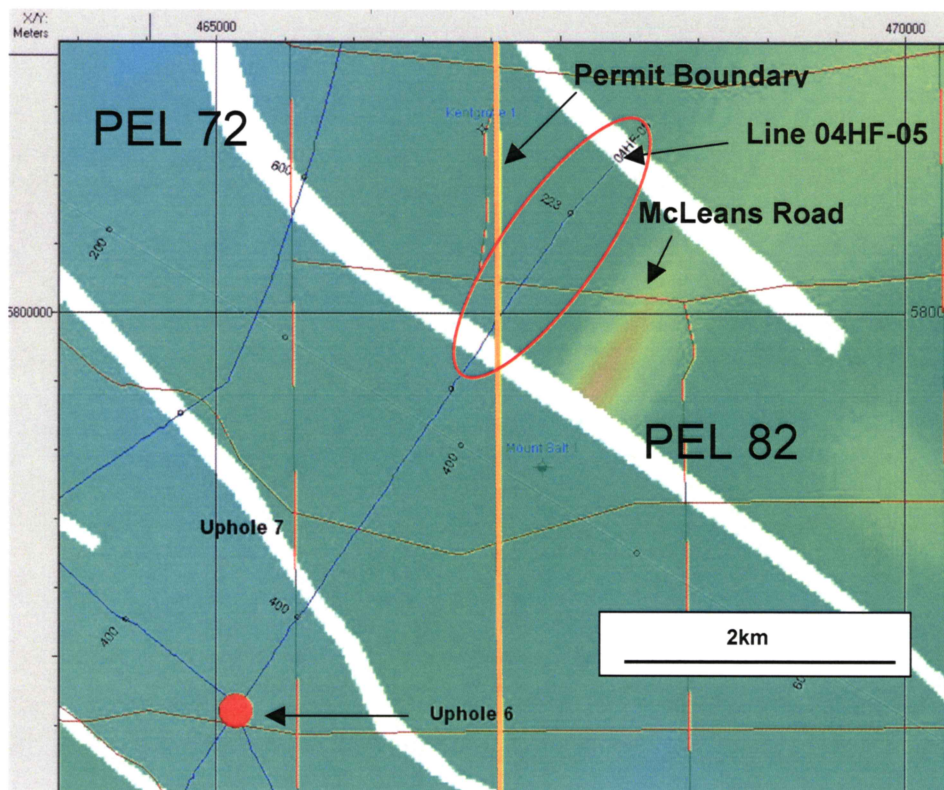 X/Y:
Meters
465000
470000
PEL 72
Permit Boundary
Kentgrove 1
Line 04HF-05
04HF-05
600
223
McLeans Road
200
5800000
5800
PEL 82
400
Mount Salt 1
Uphole 7
400
400
2km
60
Uphole 6